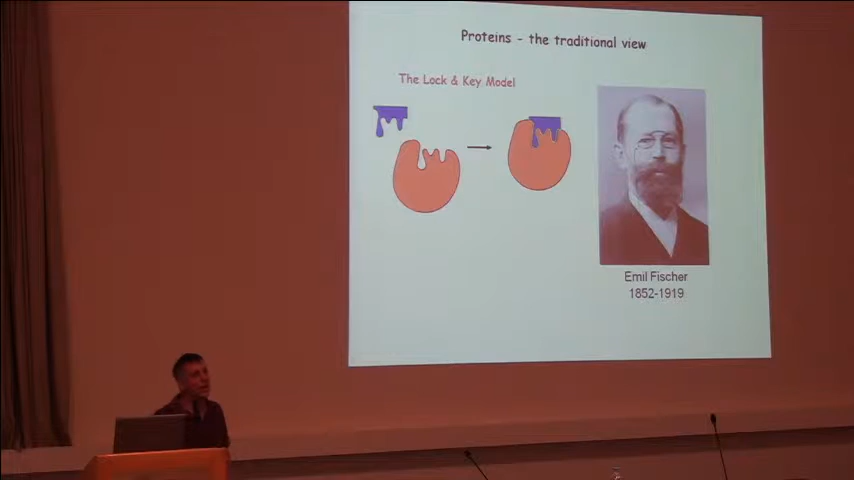 Proteins - the traditional view
The Lock & Key Model
Emil Fischer
1852-1919